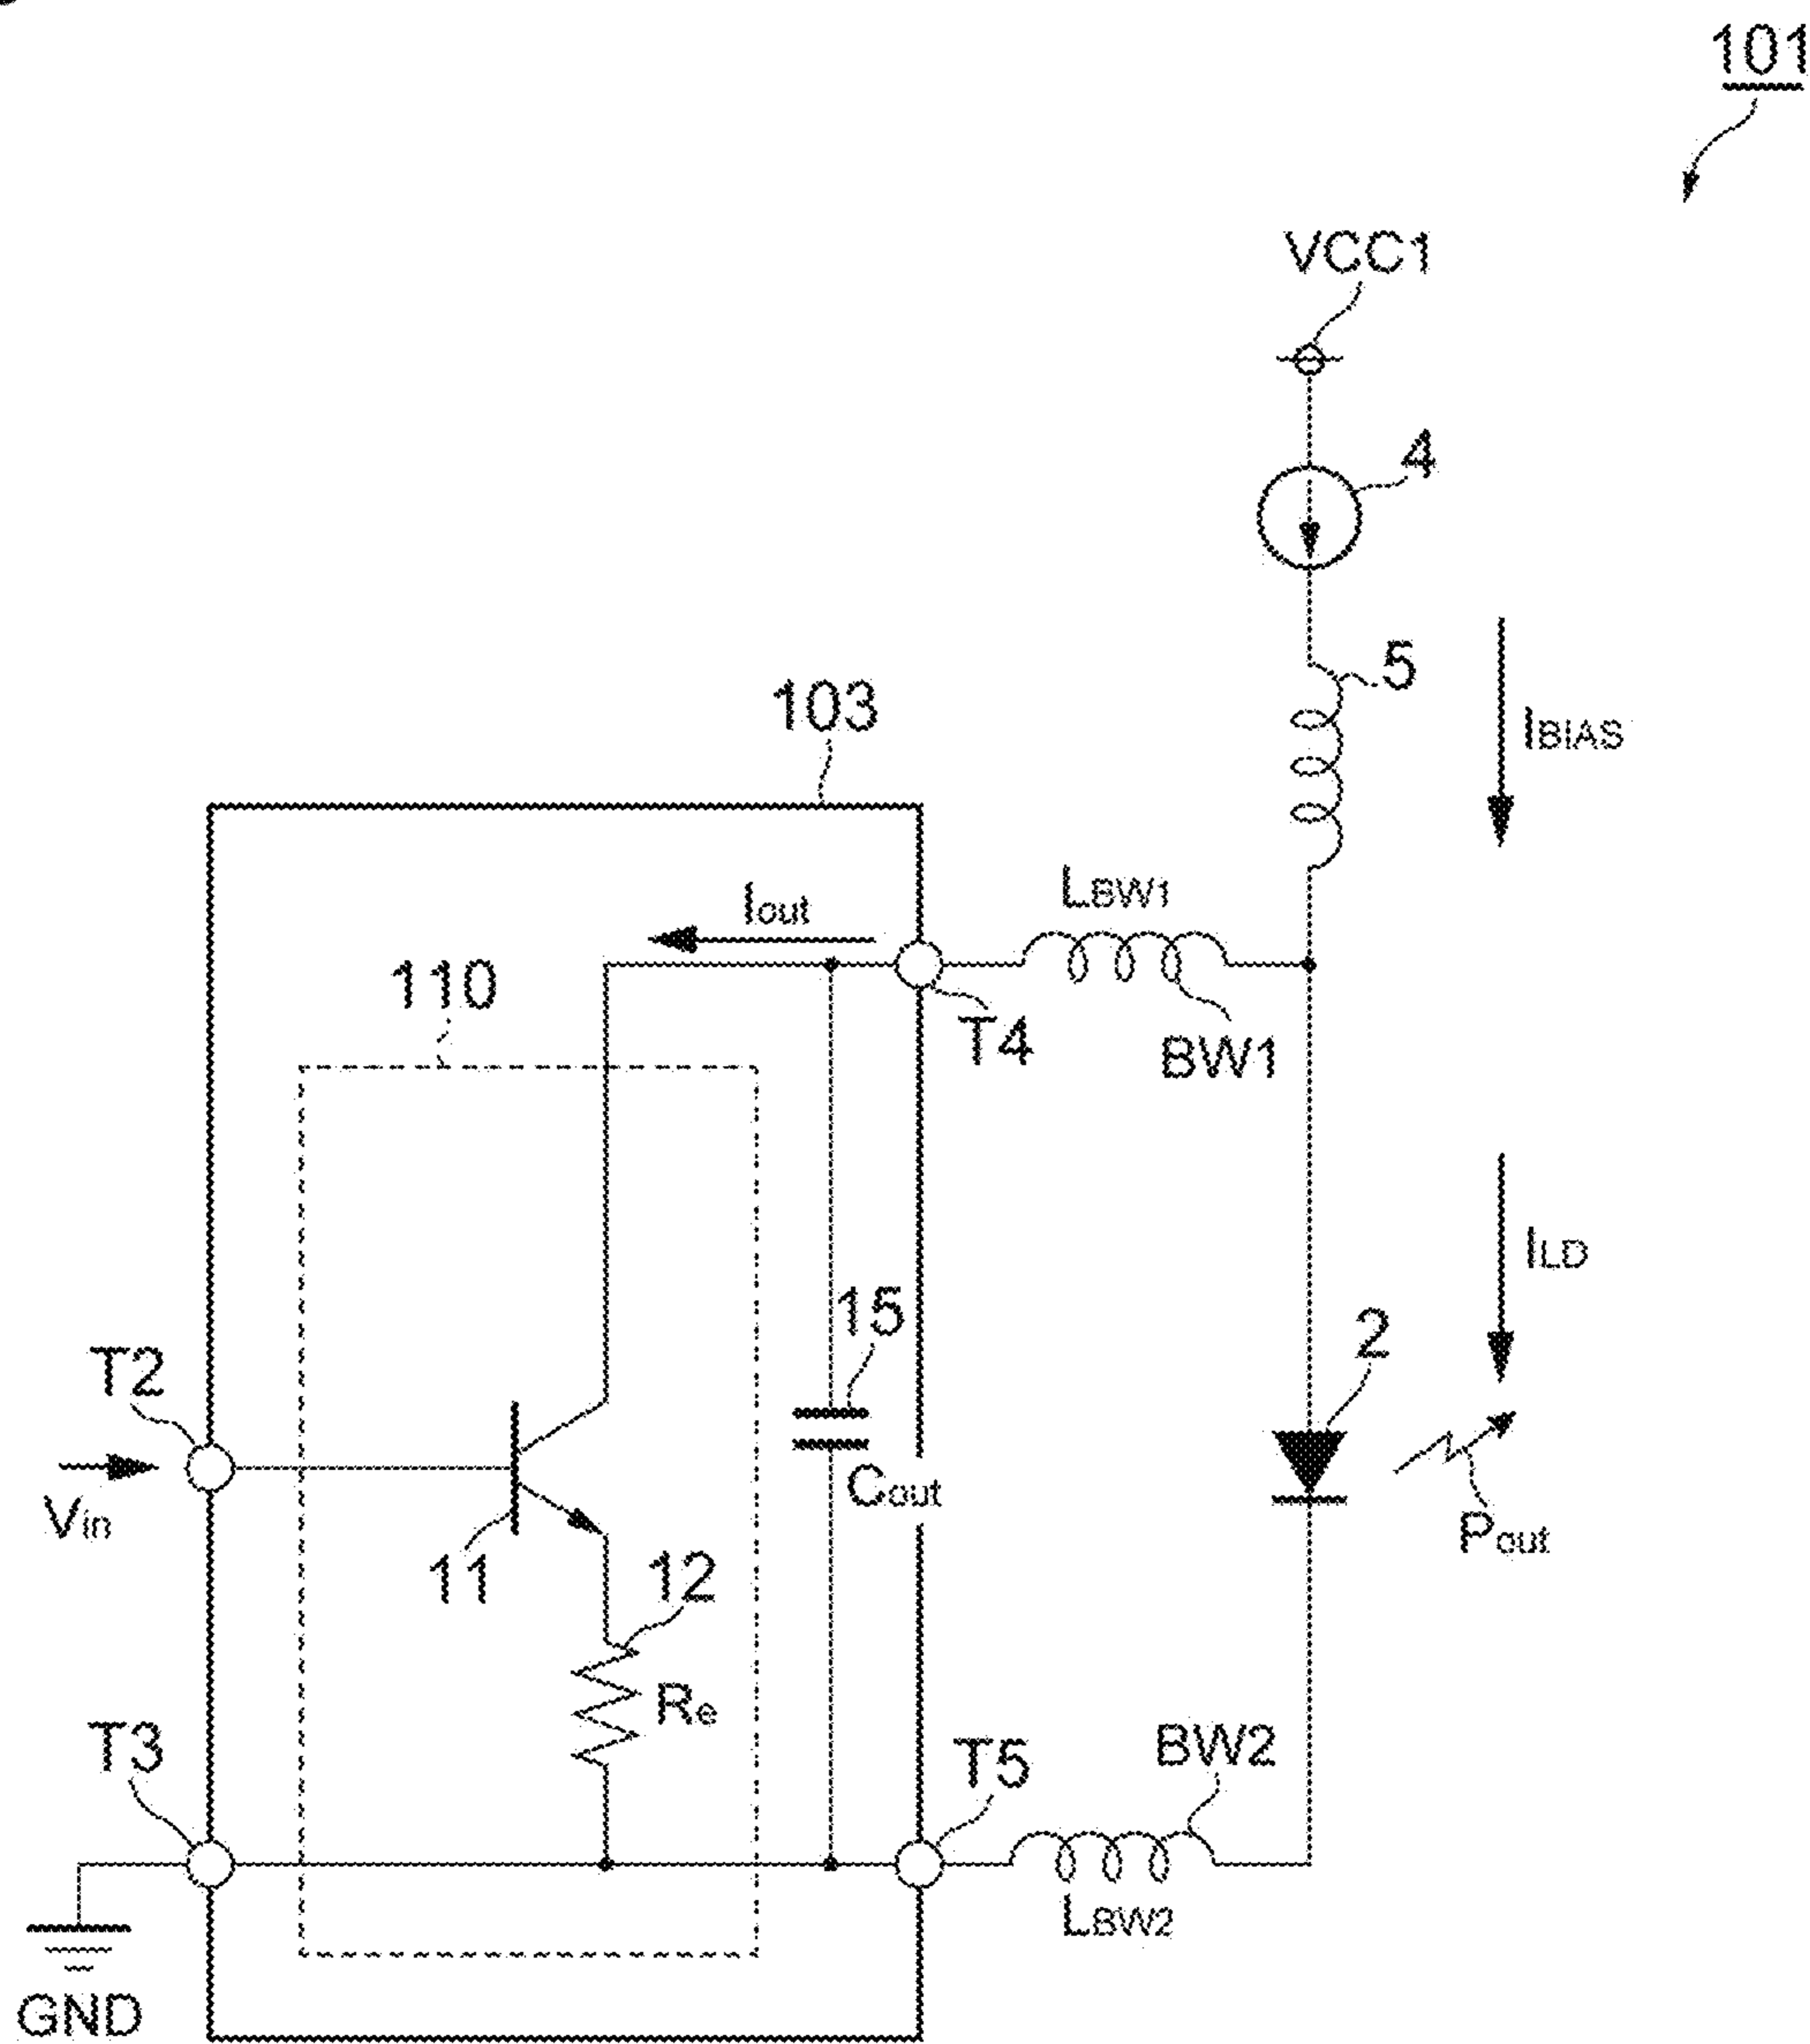 101
VCC1
4
5
IBIAS
103
Iout
LBW1
110
T4
BW1
ILD
15
2
T2
Vin
Cout
Pout
11
12
Re
T3
T5
BW2
LBW2
GND